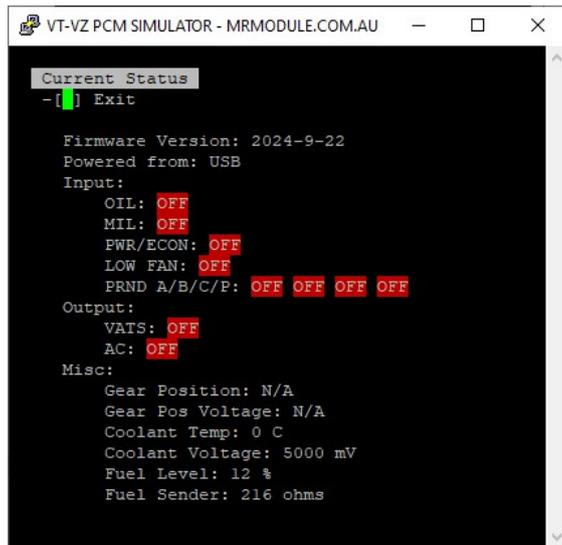 VT-VZ PCM SIMULATOR - MRMODULE.COM.AU
Current Status
-[ ] Exit
Firmware Version: 2024-9-22
Powered from: USB
Input:
OIL: OFF
MIL: OFF
PWR/ECON: OFF
LOW FAN: OFF
PRND A/B/C/P: OFF OFF OFF OFF
Output:
VATS: OFF
AC: OFF
Misc:
Gear Position: N/A
Gear Pos Voltage: N/A
Coolant Temp: 0 C
Coolant Voltage: 5000 mV
Fuel Level: 12 %
Fuel Sender: 216 ohms